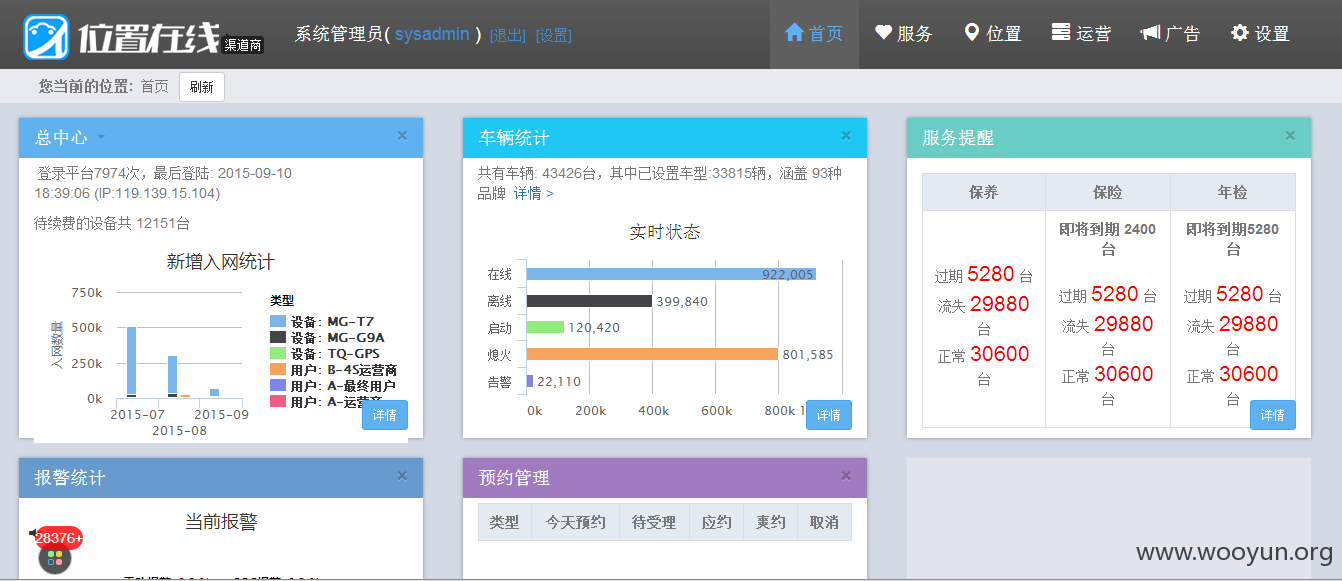 位置在线 渠道商 系统管理员( sysadmin ) [退出] [设置] 首页 服务 位置 运营 广告 设置
您当前的位置: 首页 刷新
总中心
登录平台7974次，最后登陆: 2015-09-10
18:39:06 (IP:119.139.15.104)
待续费的设备共 12151台
新增入网统计
入网数量
750k
500k
250k
0k
2015-07
2015-09
2015-08
类型
设备: MG-T7
设备: MG-G9A
设备: TQ-GPS
用户: B-4S运营商
用户: A-最终用户
用户: A-运营商
详情
车辆统计
共有车辆: 43426台，其中已设置车型:33815辆，涵盖 93种
品牌 详情 >
实时状态
在线 922,005
离线 399,840
启动 120,420
熄火 801,585
告警 22,110
0k 200k 400k 600k 800k 1
详情
服务提醒
保养 保险 年检
过期 5280 台
流失 29880
台
正常 30600
台
即将到期 2400
台
过期 5280 台
流失 29880
台
正常 30600
台
即将到期5280
台
过期 5280 台
流失 29880
台
正常 30600
台
详情
报警统计
当前报警
28376+
预约管理
类型 今天预约 待受理 应约 爽约 取消
www.wooyun.org